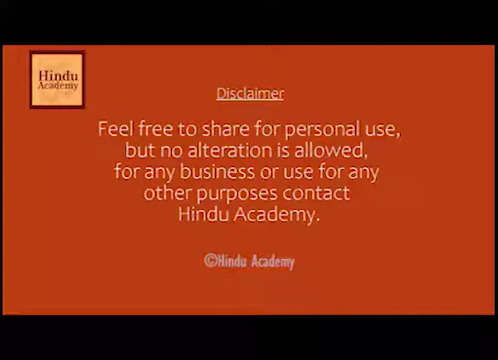 Hindu
Academy
Disclaimer
Feel free to share for personal use,
but no alteration is allowed,
for any business or use for any
other purposes contact
Hindu Academy.
©Hindu Academy